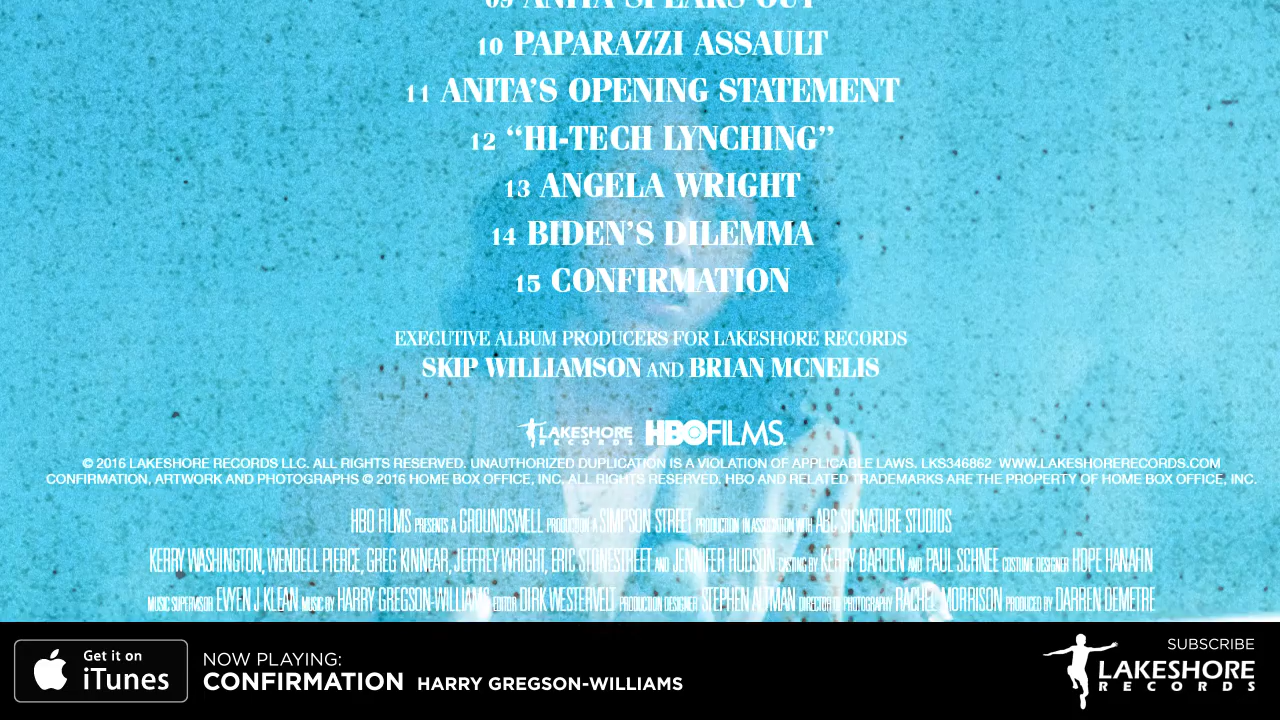 09 ANITA SPEAKS OUT
10 PAPARAZZI ASSAULT
11 ANITA'S OPENING STATEMENT
12 “HI-TECH LYNCHING”
13 ANGELA WRIGHT
14 BIDEN'S DILEMMA
15 CONFIRMATION
EXECUTIVE ALBUM PRODUCERS FOR LAKESHORE RECORDS
SKIP WILLIAMSON AND BRIAN MCNELIS
LAKESHORE RECORDS HBO FILMS.
© 2016 LAKESHORE RECORDS LLC. ALL RIGHTS RESERVED. UNAUTHORIZED DUPLICATION IS A VIOLATION OF APPLICABLE LAWS. LKS346862 WWW.LAKESHORERECORDS.COM
CONFIRMATION, ARTWORK AND PHOTOGRAPHS © 2016 HOME BOX OFFICE, INC. ALL RIGHTS RESERVED. HBO AND RELATED TRADEMARKS ARE THE PROPERTY OF HOME BOX OFFICE, INC.
HBO FILMS PRESENTS A GROUNDSWELL PRODUCTION A SIMPSON STREET PRODUCTION IN ASSOCIATION WITH ABC SIGNATURE STUDIOS
KERRY WASHINGTON, WENDELL PIERCE, GREG KINNEAR, JEFFREY WRIGHT, ERIC STONESTREET AND JENNIFER HUDSON CASTING BY KERRY BARDEN AND PAUL SCHNEE COSTUME DESIGNER HOPE HANAFIN
MUSIC SUPERVISOR EVYEN J KLEAN MUSIC BY HARRY GREGSON-WILLIAMS EDITOR DIRK WESTERVELT PRODUCTION DESIGNER STEPHEN ALTMAN DIRECTOR OF PHOTOGRAPHY RACHEL MORRISON PRODUCED BY DARREN DEMETRE
Get it on
iTunes
NOW PLAYING:
CONFIRMATION HARRY GREGSON-WILLIAMS
SUBSCRIBE
LAKESHORE
RECORDS